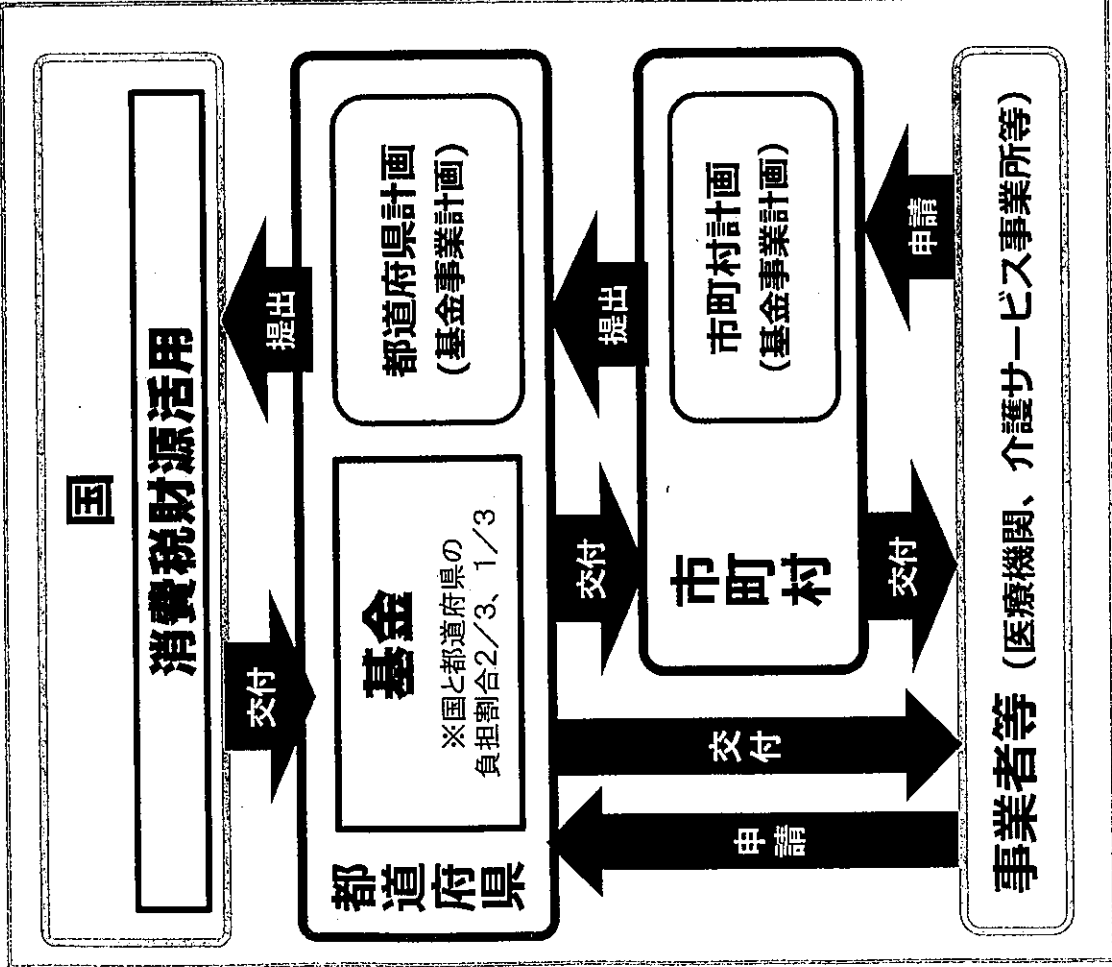 国
消費税財源活用
交付
提出
都道府県
基金
※国と都道府県の
負担割合2/3、1/3
都道府県計画
(基金事業計画)
申請
交付
交付
提出
市町村
市町村計画
(基金事業計画)
交付
申請
事業者等(医療機関、介護サービス事業所等)